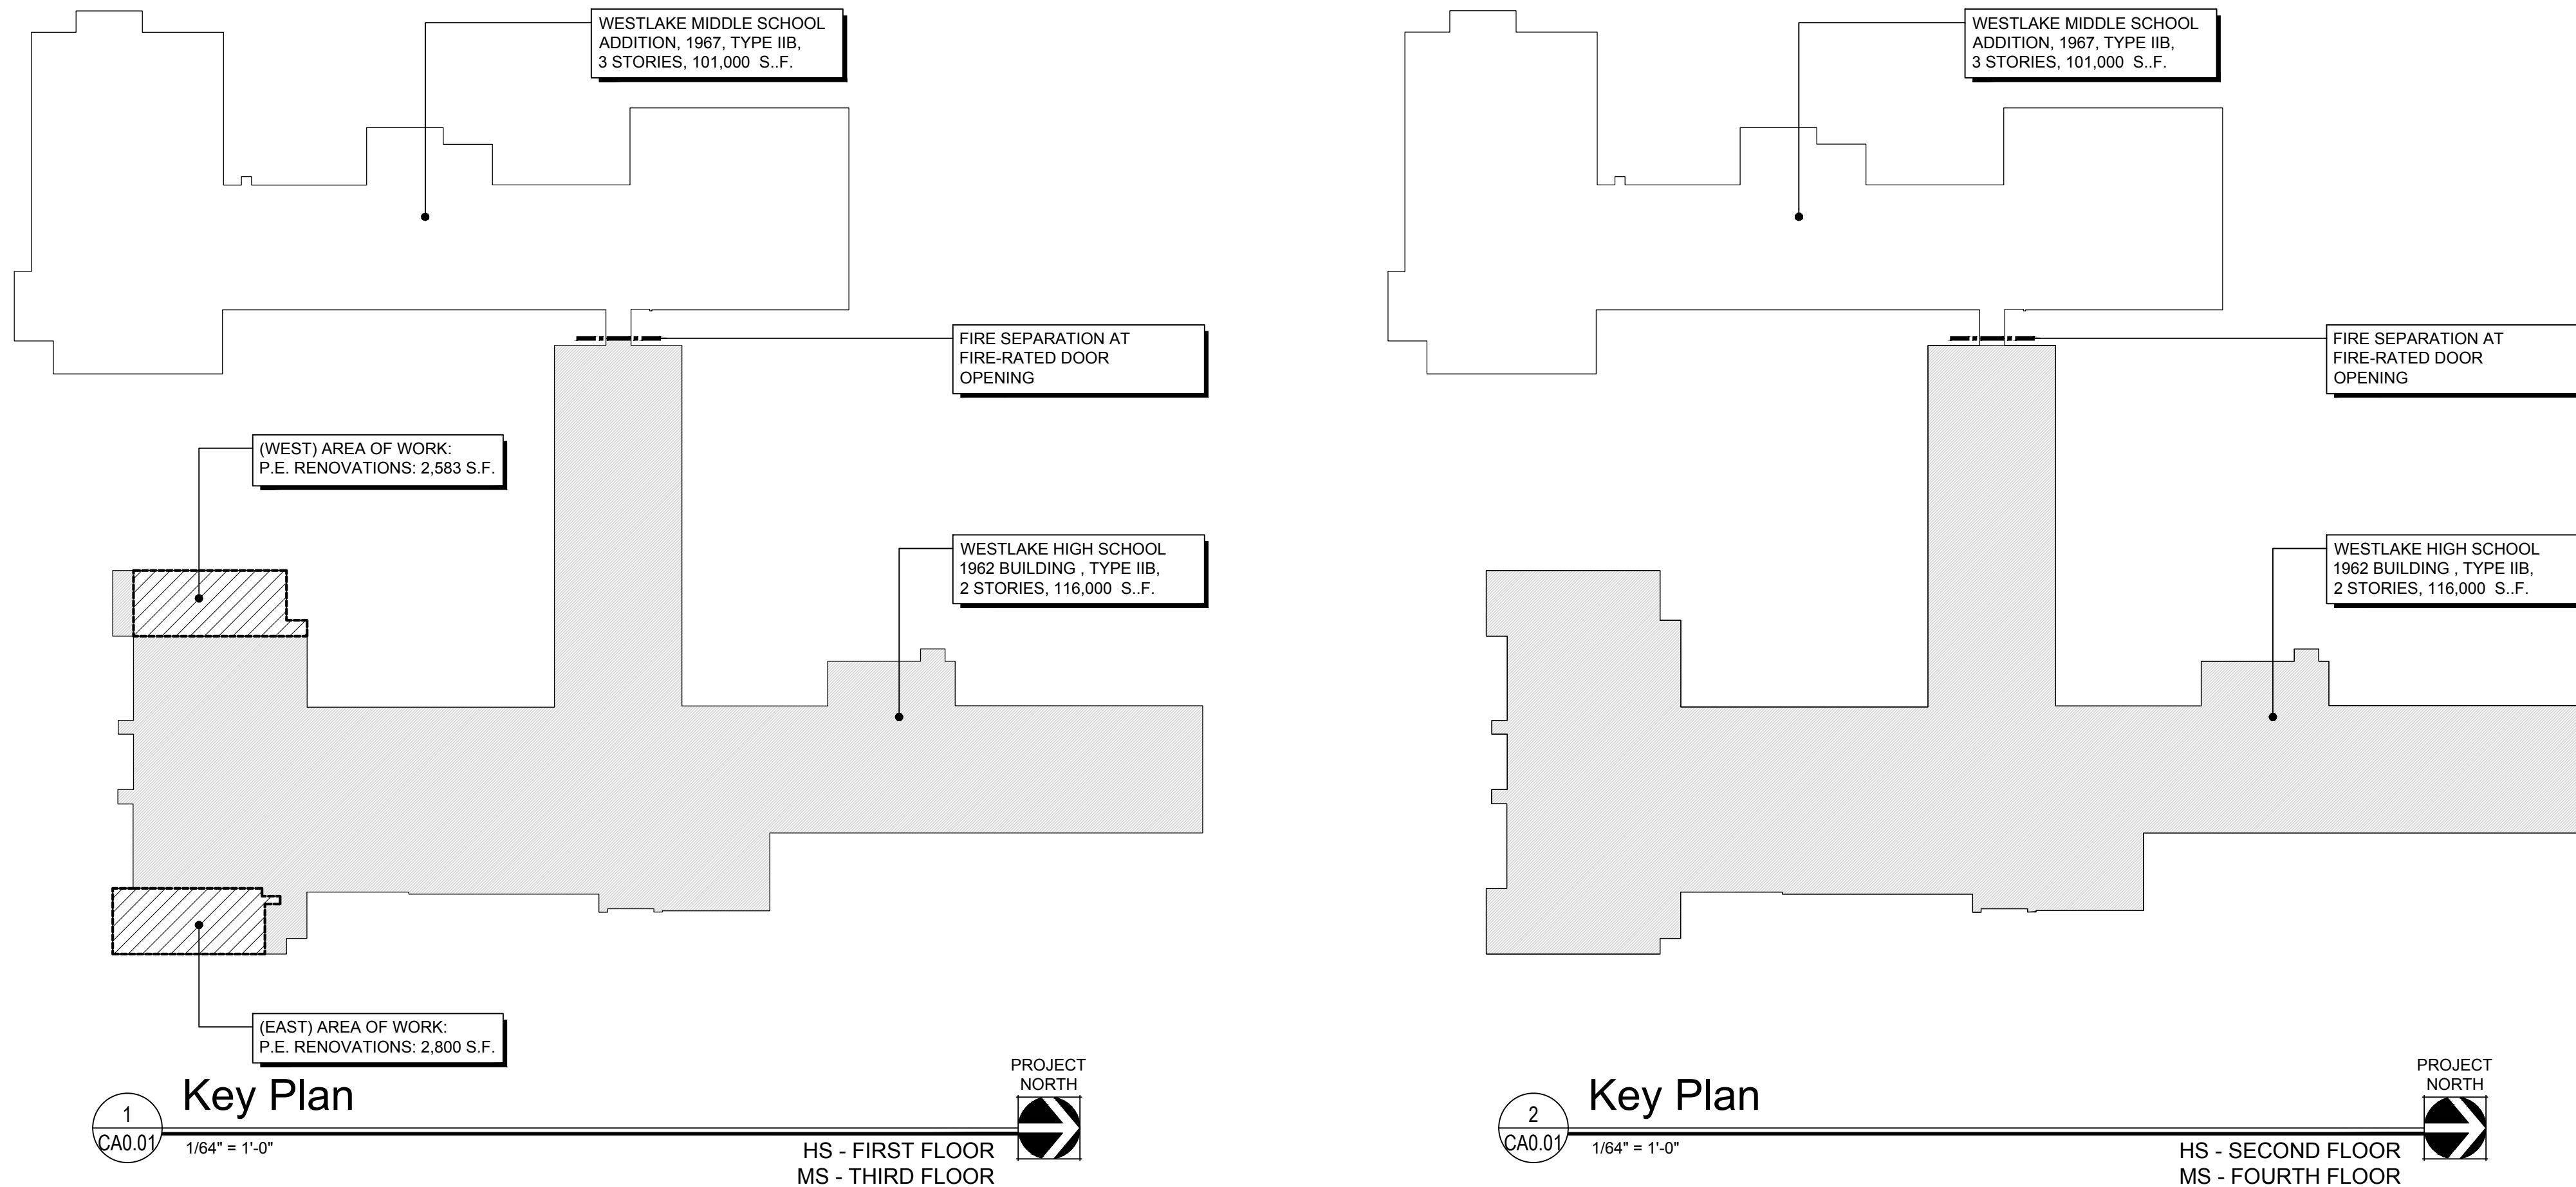 WESTLAKE MIDDLE SCHOOL
ADDITION, 1967, TYPE IIB,
3 STORIES, 101,000  S..F.
FIRE SEPARATION AT
FIRE-RATED DOOR
OPENING
(WEST) AREA OF WORK:
P.E. RENOVATIONS: 2,583 S.F.
WESTLAKE HIGH SCHOOL
1962 BUILDING , TYPE IIB,
2 STORIES, 116,000  S..F.
(EAST) AREA OF WORK:
P.E. RENOVATIONS: 2,800 S.F.
1
CA0.01
Key Plan
1/64" = 1'-0"
HS - FIRST FLOOR
MS - THIRD FLOOR
PROJECT
NORTH
WESTLAKE MIDDLE SCHOOL
ADDITION, 1967, TYPE IIB,
3 STORIES, 101,000  S..F.
FIRE SEPARATION AT
FIRE-RATED DOOR
OPENING
WESTLAKE HIGH SCHOOL
1962 BUILDING , TYPE IIB,
2 STORIES, 116,000  S..F.
2
CA0.01
Key Plan
1/64" = 1'-0"
HS - SECOND FLOOR
MS - FOURTH FLOOR
PROJECT
NORTH